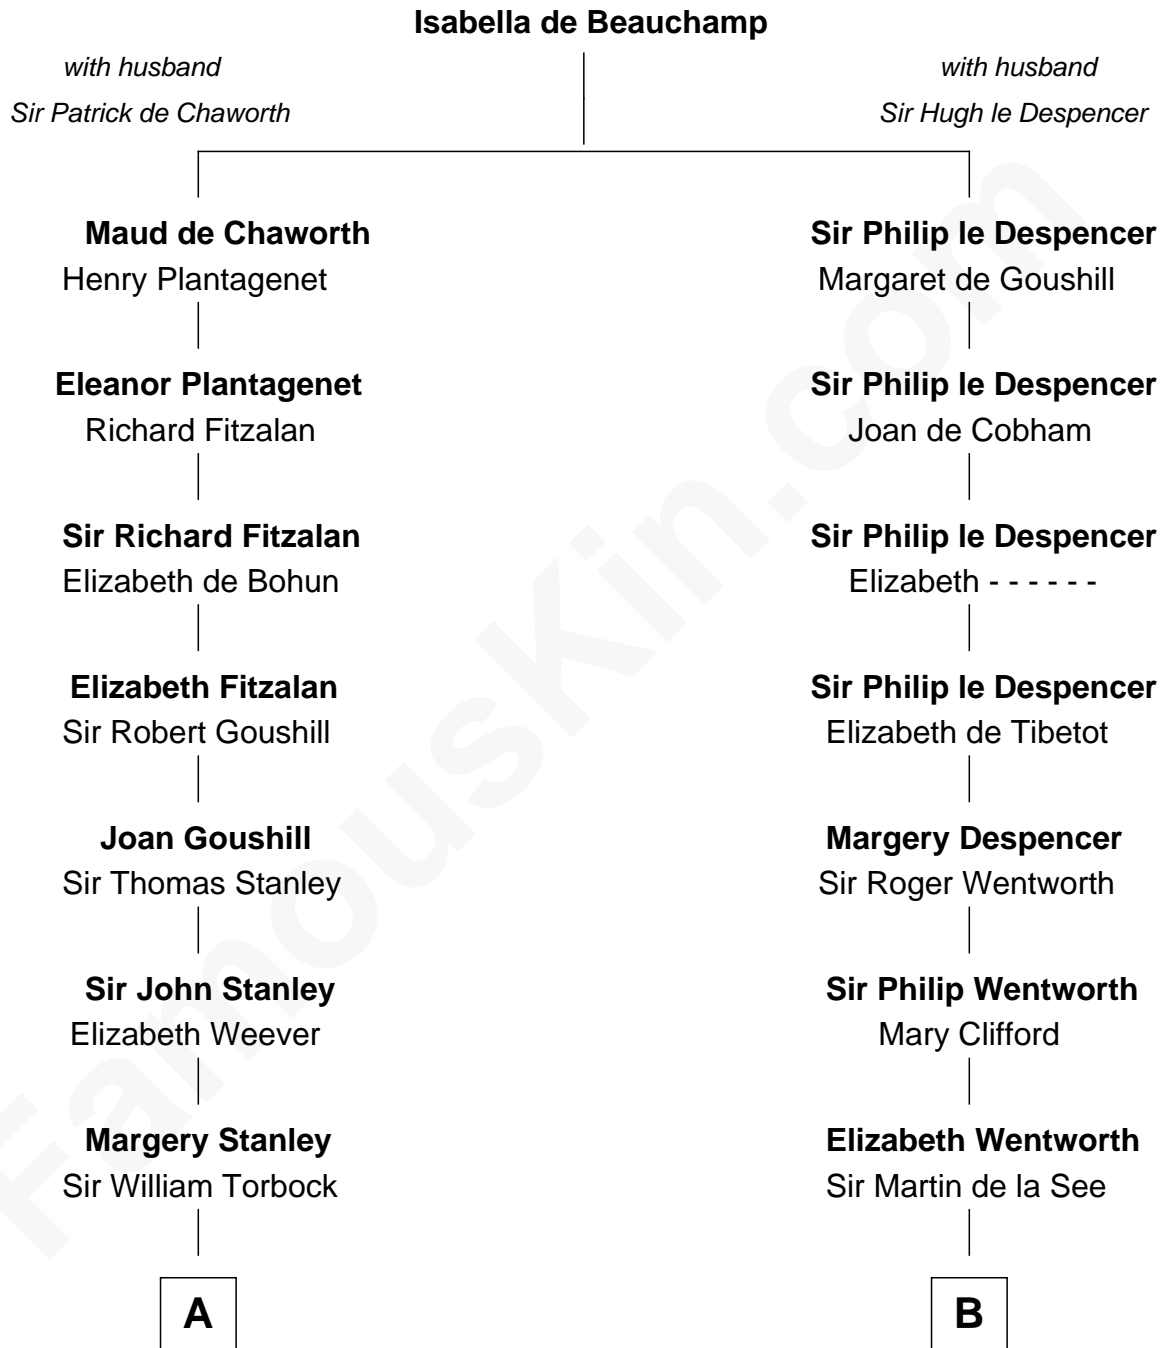 Isabella de Beauchamp
with husband
Sir Patrick de Chaworth
with husband
Sir Hugh le Despencer
Maud de Chaworth
Henry Plantagenet
Eleanor Plantagenet
Richard Fitzalan
Sir Richard Fitzalan
Elizabeth de Bohun
Elizabeth Fitzalan
Sir Robert Goushill
Joan Goushill
Sir Thomas Stanley
Sir John Stanley
Elizabeth Weever
Margery Stanley
Sir William Torbock
A
Sir Philip le Despencer
Margaret de Goushill
Sir Philip le Despencer
Joan de Cobham
Sir Philip le Despencer
Elizabeth - - - - - -
Sir Philip le Despencer
Elizabeth de Tibetot
Margery Despencer
Sir Roger Wentworth
Sir Philip Wentworth
Mary Clifford
Elizabeth Wentworth
Sir Martin de la See
B
FamousKin.com